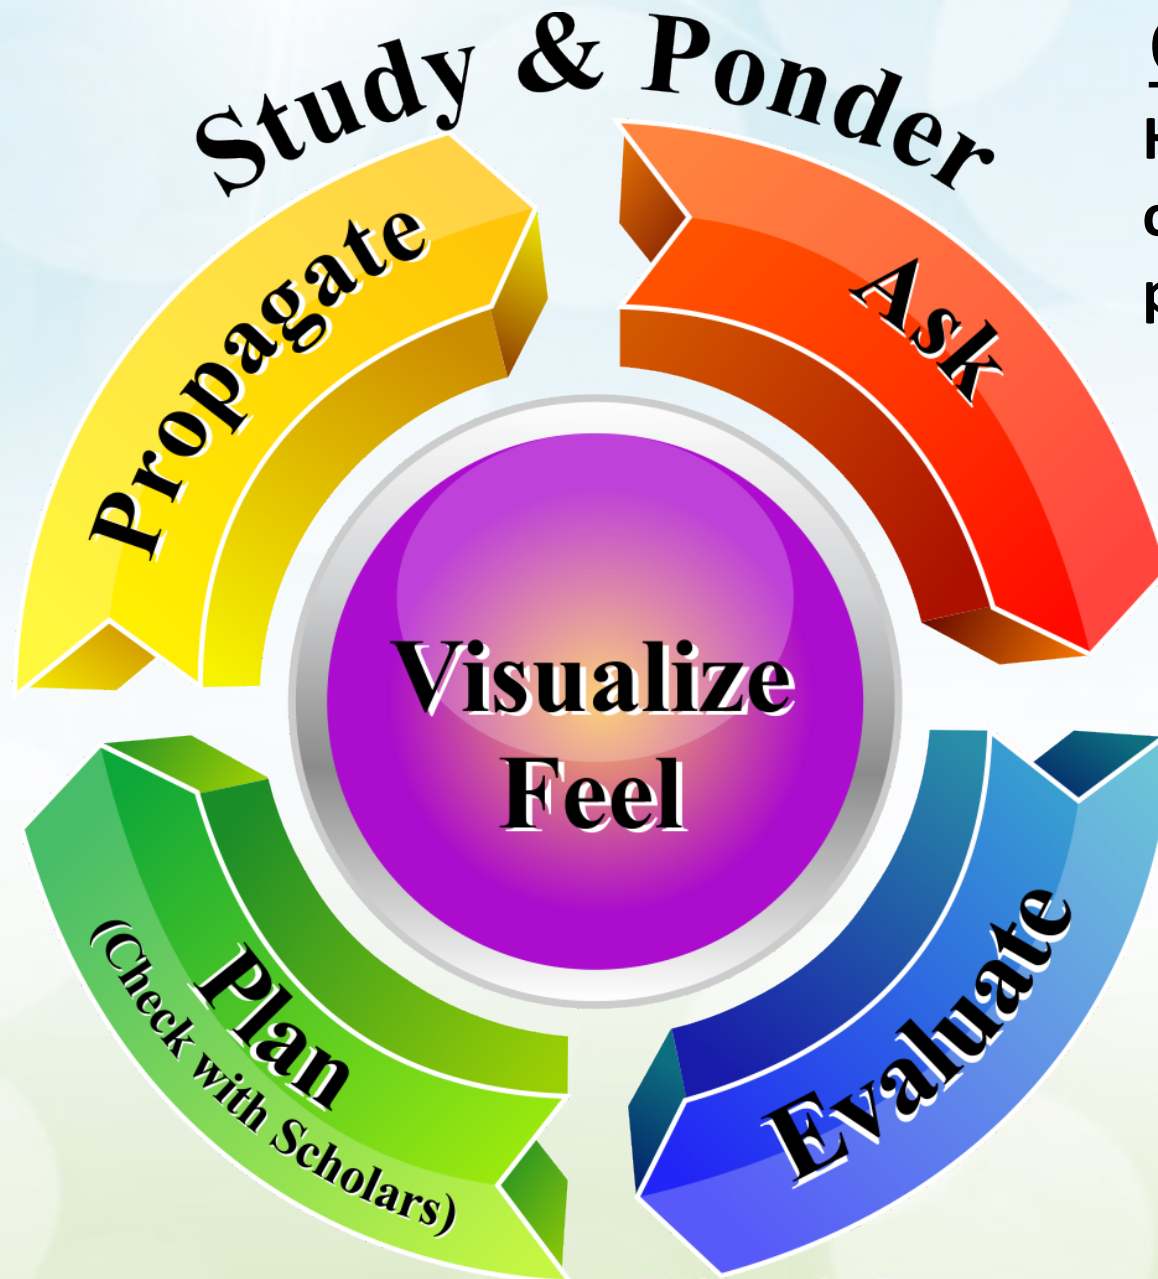 Study & Ponder
Propagate
Ask
Visualize
Feel
Plan
(Check with Scholars)
Evaluate